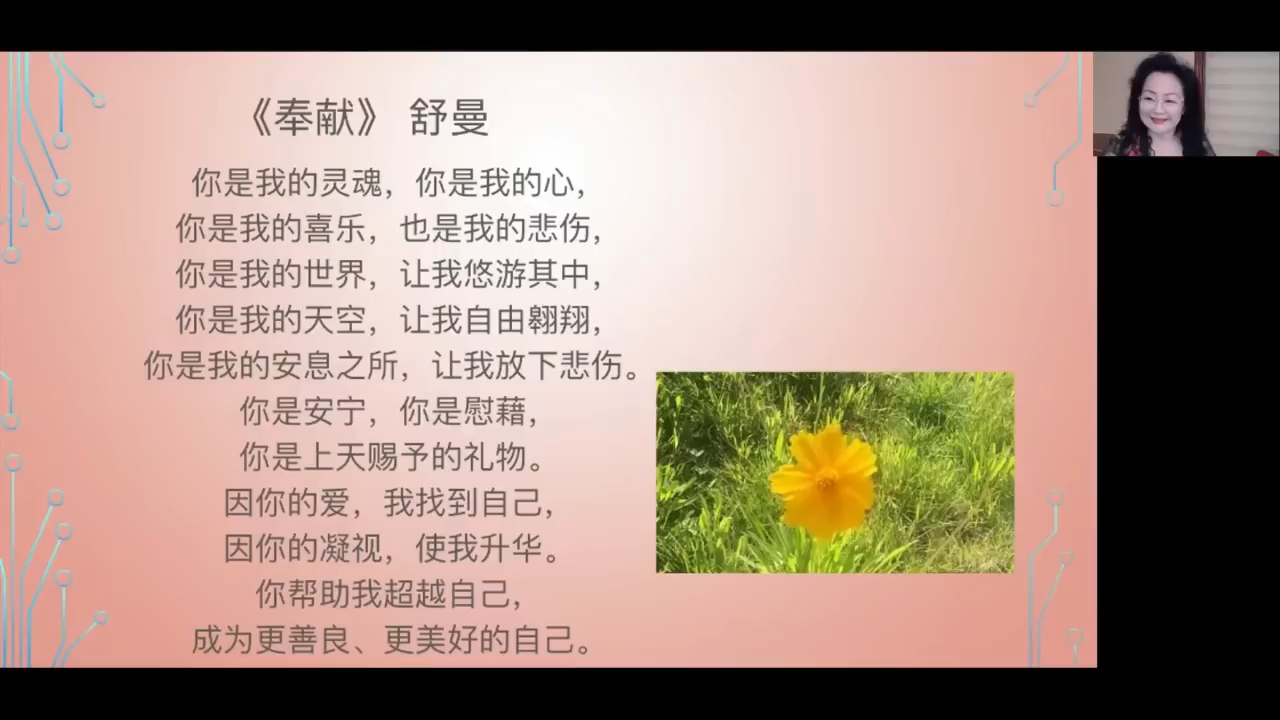 《奉献》 舒曼
你是我的灵魂，你是我的心，
你是我的喜乐，也是我的悲伤，
你是我的世界，让我悠游其中，
你是我的天空，让我自由翱翔，
你是我的安息之所，让我放下悲伤。
你是安宁，你是慰藉，
你是上天赐予的礼物。
因你的爱，我找到自己，
因你的凝视，使我升华。
你帮助我超越自己，
成为更善良、更美好的自己。